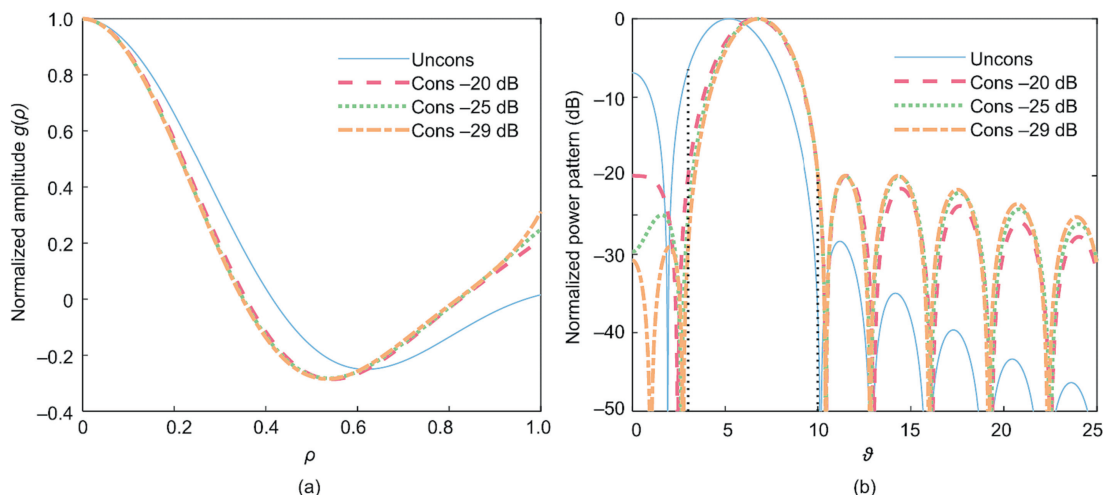 1.0
0.8
0.6
0.4
0.2
0
–0.2
–0.4
Normalized amplitude g(ρ)
Uncons
Cons –20 dB
Cons –25 dB
Cons –29 dB
0 0.2 0.4 0.6 0.8 1.0
ρ
(a)
0
–10
–20
–30
–40
–50
Normalized power pattern (dB)
Uncons
Cons –20 dB
Cons –25 dB
Cons –29 dB
0 5 10 15 20 25
ϑ
(b)